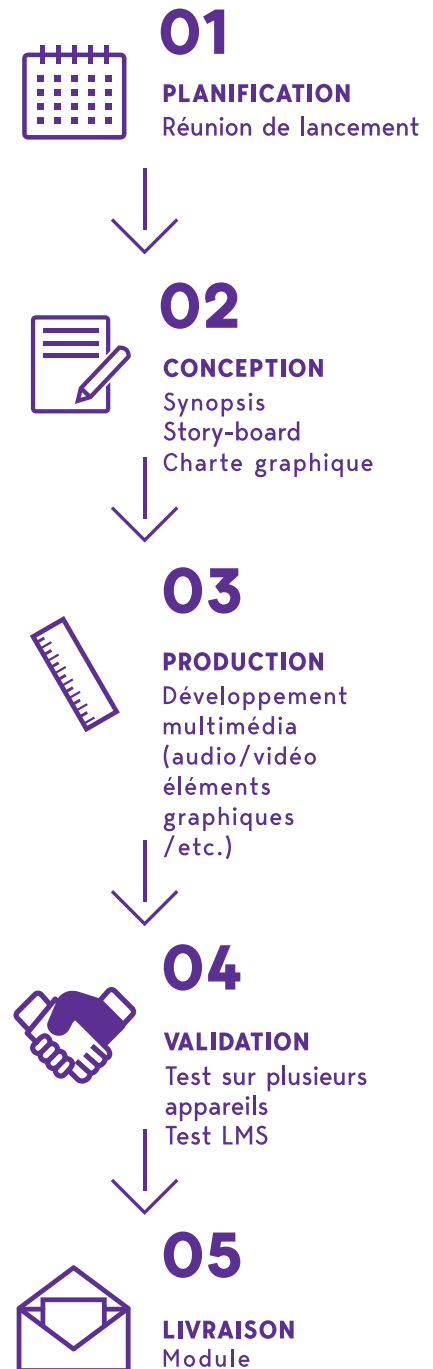 01
PLANIFICATION
Réunion de lancement
02
CONCEPTION
Synopsis
Story-board
Charte graphique
03
PRODUCTION
Développement
multimédia
(audio/vidéo
éléments
graphiques
/etc.)
04
VALIDATION
Test sur plusieurs
appareils
Test LMS
05
LIVRAISON
Module